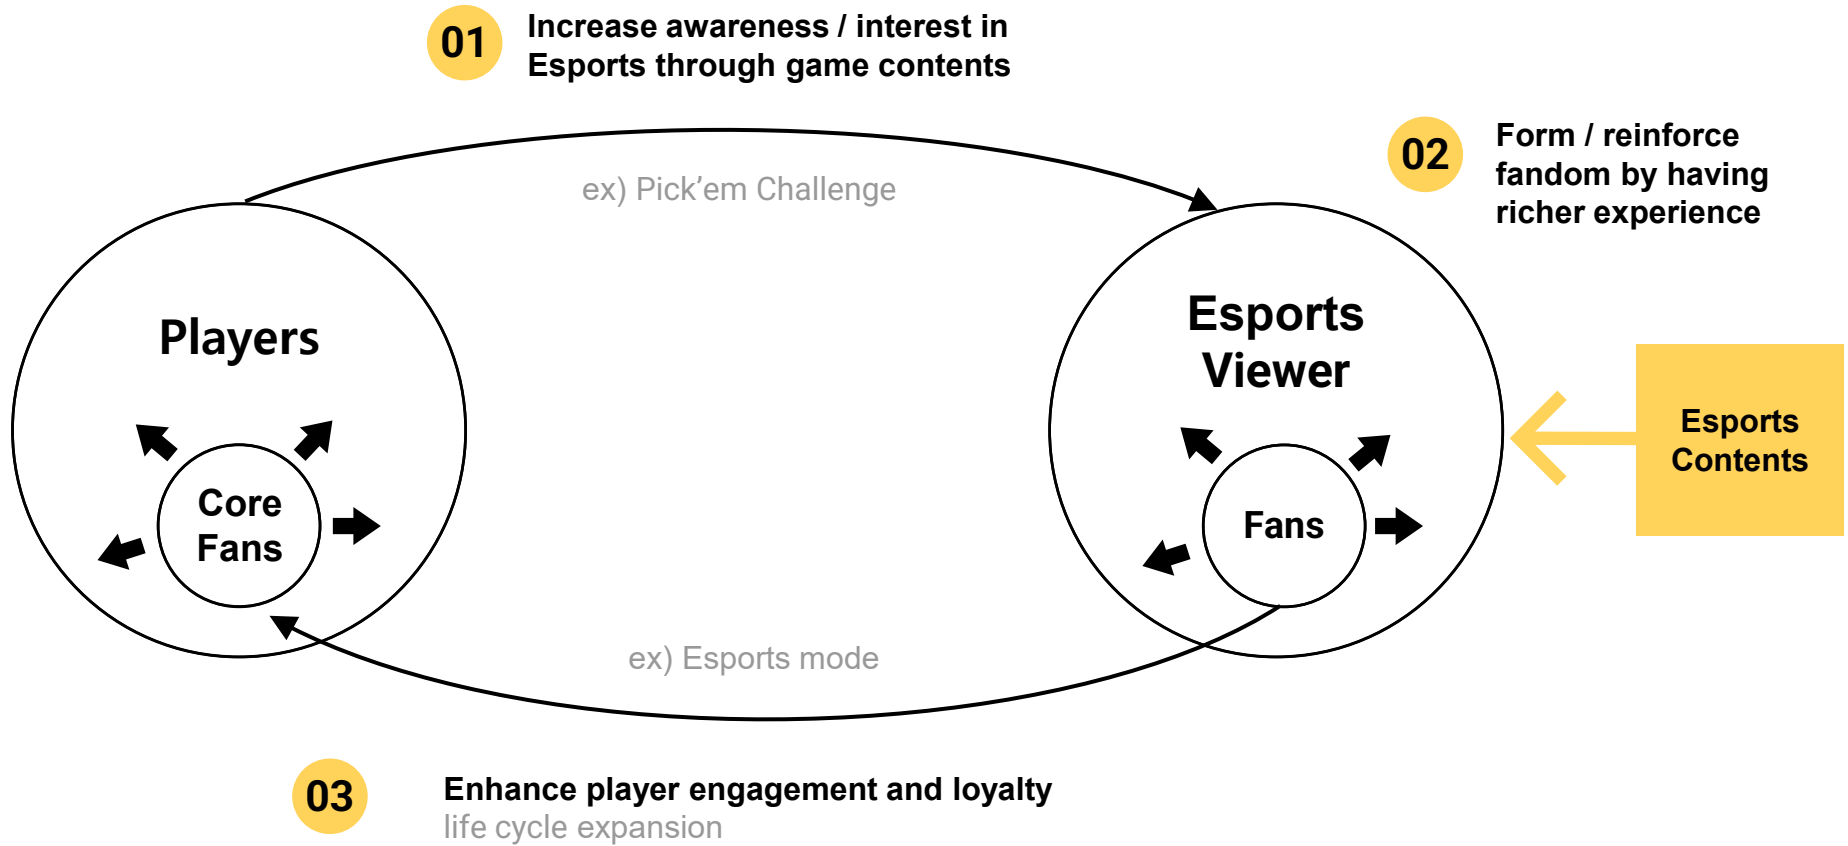 01
Increase awareness / interest in
Esports through game contents
ex) Pick’em Challenge
02
Form / reinforce
fandom by having
richer experience
Players
Core
Fans
Esports
Viewer
Fans
Esports
Contents
ex) Esports mode
03
Enhance player engagement and loyalty
life cycle expansion